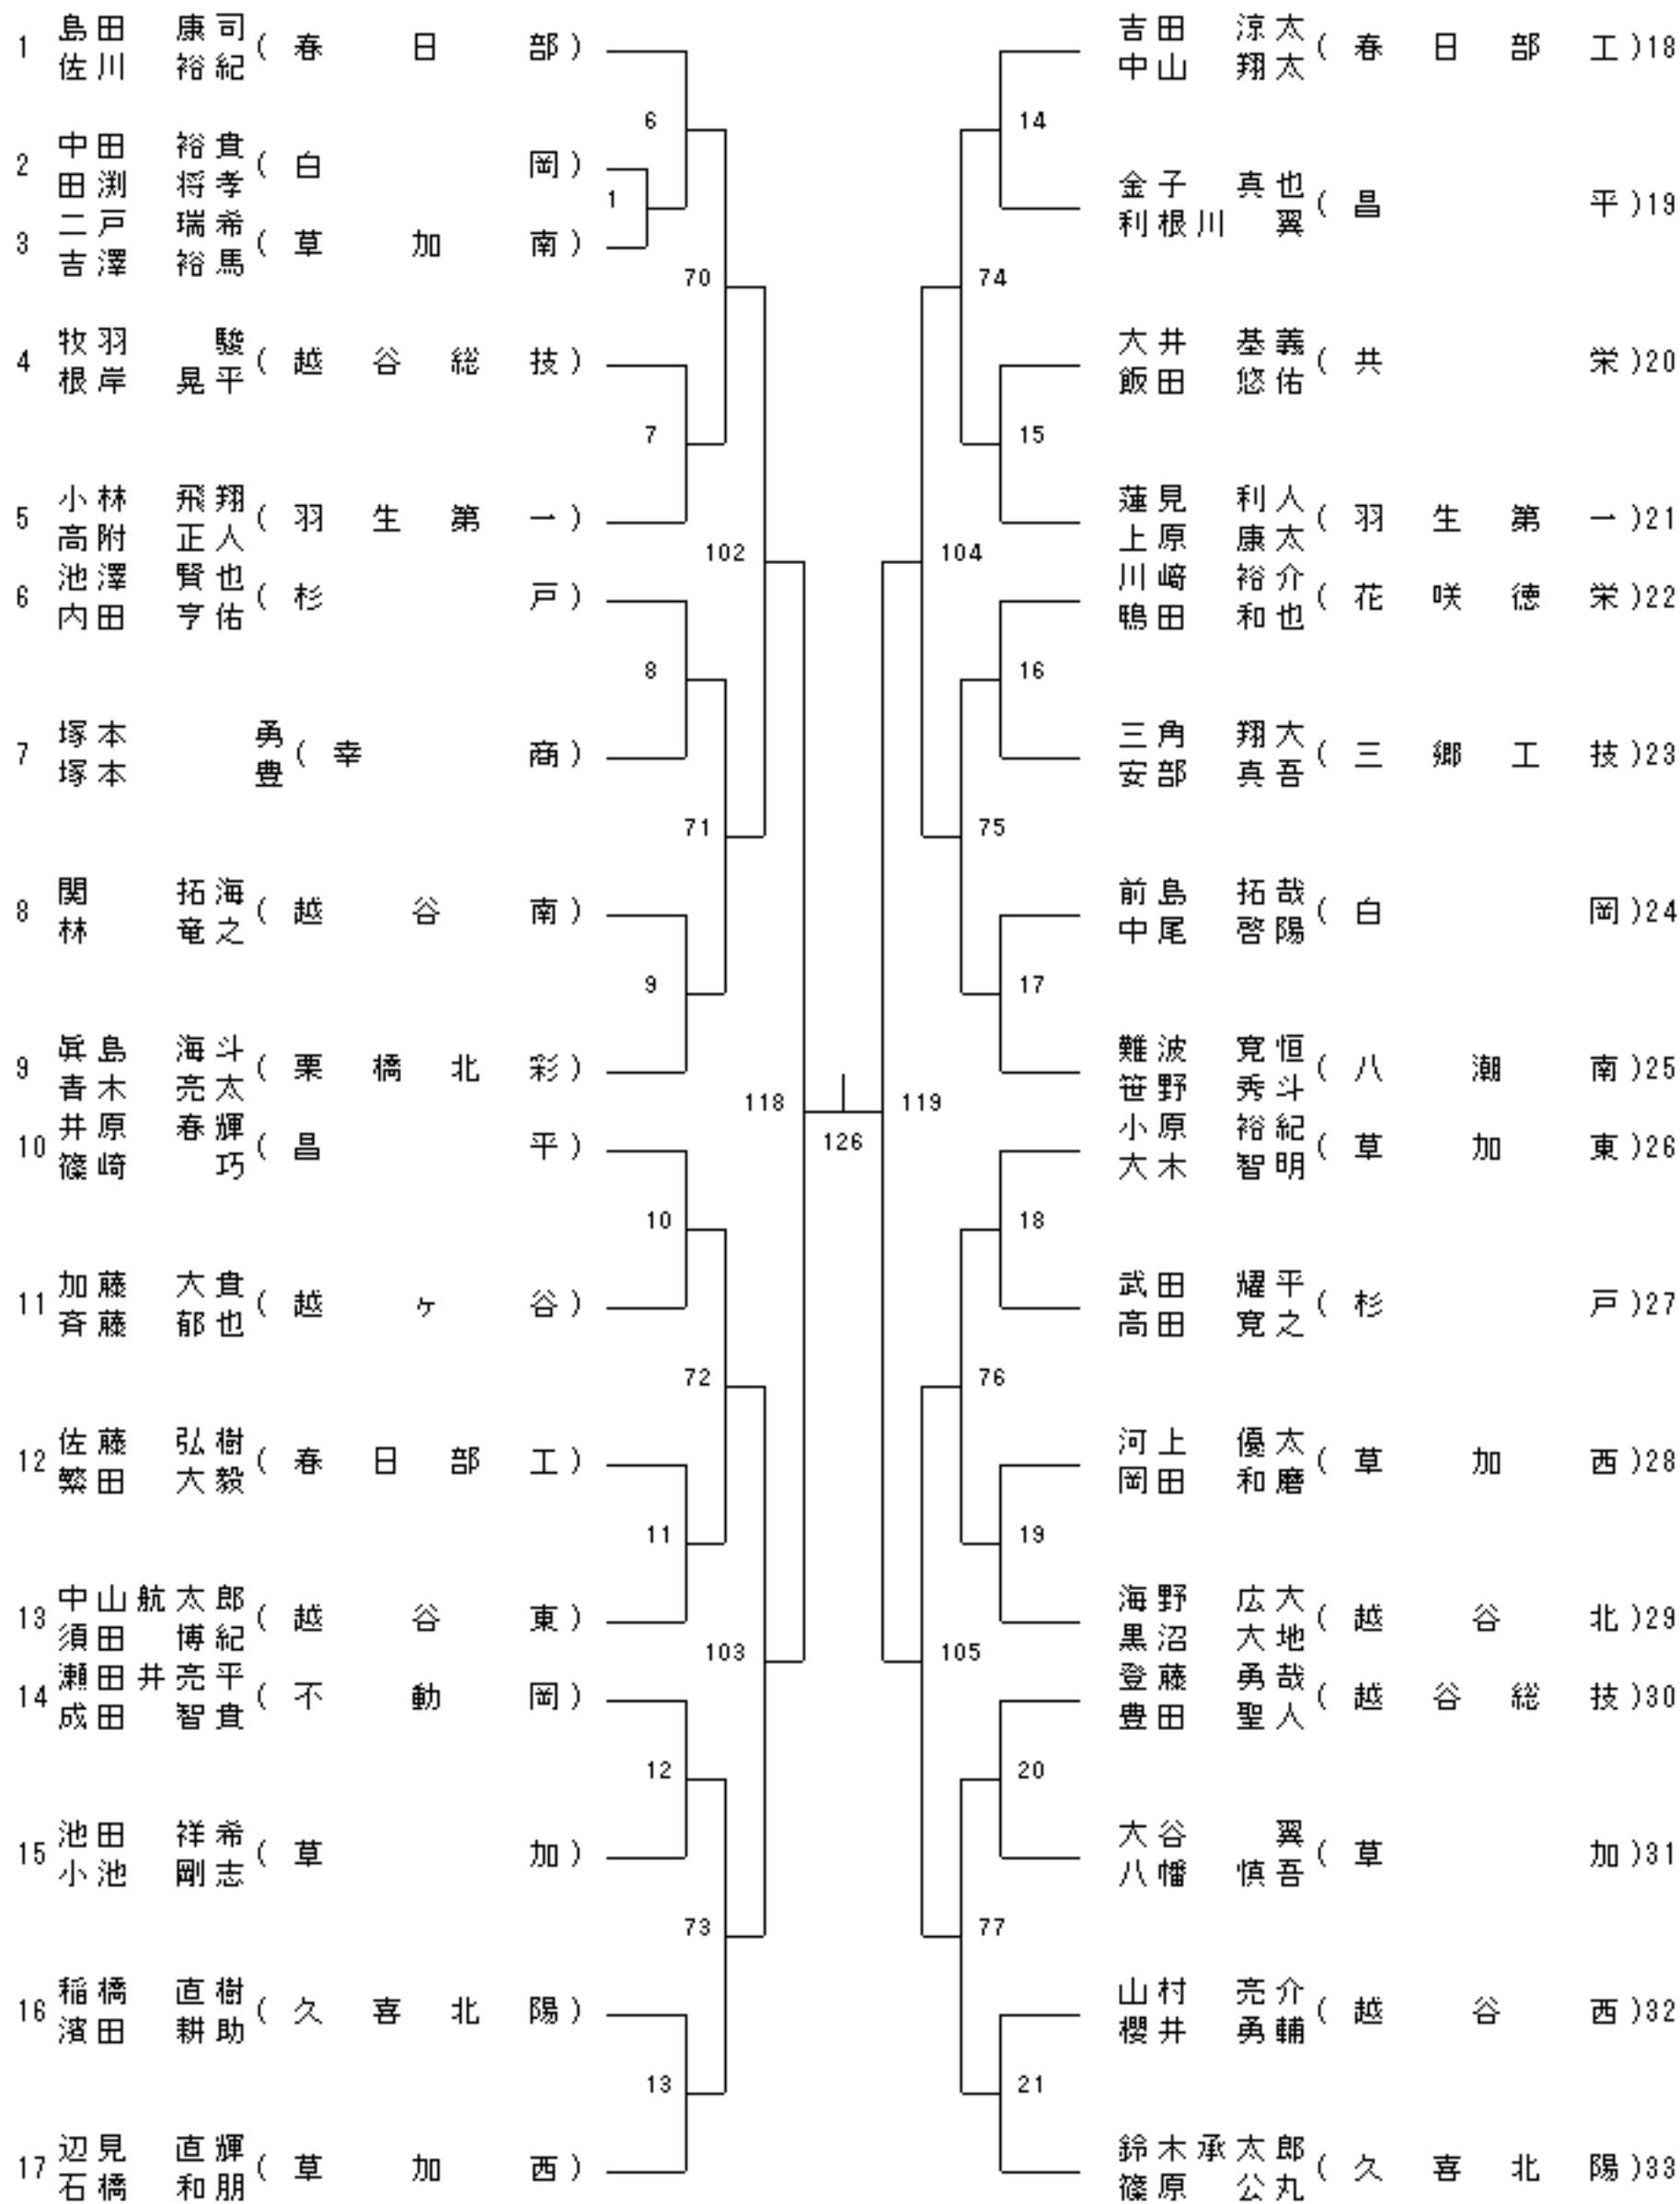 1 島田 康司 (春日部)
佐川 裕紀
2 中田 裕貴 (白岡)
田渕 将孝
3 二戸 瑞希 (草加南)
吉澤 裕馬
4 牧羽 駿 (越谷総技)
根岸 晃平
5 小林 飛翔 (羽生第一)
高附 正人
6 池澤 賢也 (杉戸)
内田 亨佑
7 塚本 勇 (幸商)
塚本 豊
8 関 拓海 (越谷南)
林 竜之
9 眞島 海斗 (栗橋北彩)
青木 亮太
10 井原 春輝 (昌平)
篠崎 巧
11 加藤 大貴 (越ヶ谷)
斉藤 郁也
12 佐藤 弘樹 (春日部工)
繁田 大毅
13 中山航太郎 (越谷東)
須田 博紀
14 瀬田井亮平 (不動岡)
成田 智貴
15 池田 祥希 (草加)
小池 剛志
16 稲橋 直樹 (久喜北陽)
濱田 耕助
17 辺見 直輝 (草加西)
石橋 和朋
6
1
70
7
102
8
71
9
118
10
72
11
103
12
73
13
126
14
74
15
104
16
75
17
119
18
76
19
105
20
77
21
吉田 涼太 (春日部工)18
中山 翔太
金子 真也 (昌平)19
利根川 翼
大井 基義 (共栄)20
飯田 悠佑
蓮見 利人 (羽生第一)21
上原 康太
川﨑 裕介 (花咲徳栄)22
鴨田 和也
三角 翔大 (三郷工技)23
安部 真吾
前島 拓哉 (白岡)24
中尾 啓陽
難波 寛恒 (八潮南)25
笹野 秀斗
小原 裕紀 (草加東)26
大木 智明
武田 耀平 (杉戸)27
高田 寛之
河上 優太 (草加西)28
岡田 和磨
海野 広大 (越谷北)29
黒沼 大地
登藤 勇哉 (越谷総技)30
豊田 聖人
大谷 翼 (草加)31
八幡 慎吾
山村 亮介 (越谷西)32
櫻井 勇輔
鈴木承太郎 (久喜北陽)33
篠原 公丸